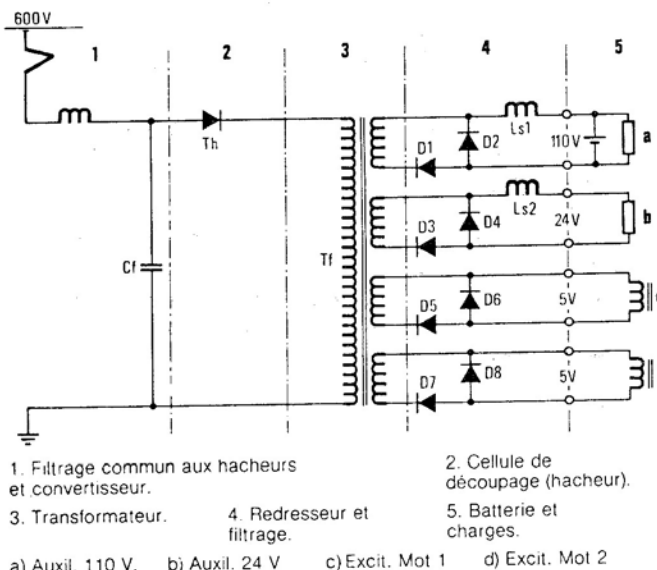 600 V
1 2 3 4 5
Th
Cf
Tf
D1 D2 Ls1 110 V a
D3 D4 Ls2 24V b
D5 D6 5V
D7 D8 5V
1. Filtrage commun aux hacheurs
et convertisseur.
2. Cellule de
découpage (hacheur).
3. Transformateur.
4. Redresseur et
filtrage.
5. Batterie et
charges.
a) Auxil. 110 V. b) Auxil. 24 V c) Excit. Mot 1 d) Excit. Mot 2